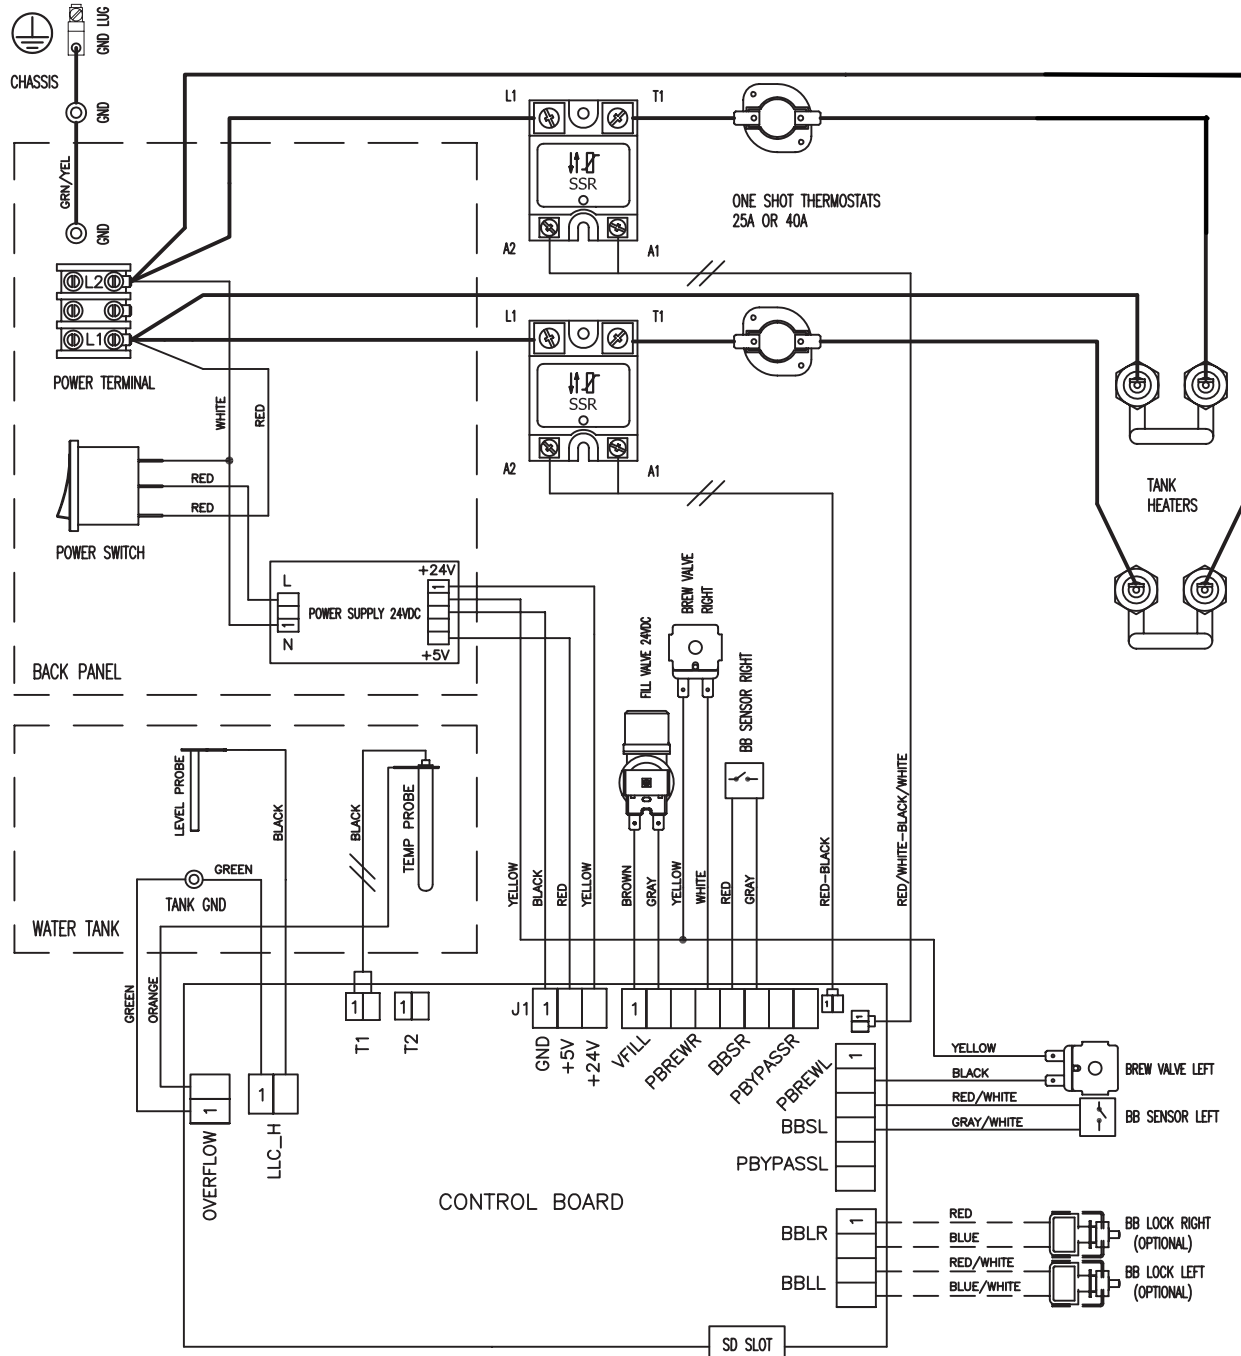 GND LUG
CHASSIS
GND
GRN/YEL
GND
L1
T1
SSR
A2
A1
ONE SHOT THERMOSTATS
25A OR 40A
L2
L1
POWER TERMINAL
L1
T1
SSR
A2
A1
WHITE
RED
RED
RED
POWER SWITCH
TANK
HEATERS
L
POWER SUPPLY 24VDC
+24V
1
1
N
+5V
BACK PANEL
FILL VALVE 24VDC
BREW VALVE
RIGHT
BB SENSOR RIGHT
LEVEL PROBE
BLACK
BLACK
TEMP PROBE
GREEN
TANK GND
WATER TANK
YELLOW
BLACK
RED
YELLOW
BROWN
GRAY
YELLOW
WHITE
RED
GRAY
RED-BLACK
RED/WHITE-BLACK/WHITE
GREEN
ORANGE
1
T1
1
T2
J1
1
GND
+5V
+24V
1
VFILL
PBREWR
BBSR
PBYPASSR
1
1
PBREWL
1
BBSL
PBYPASSL
YELLOW
BLACK
BREW VALVE LEFT
RED/WHITE
GRAY/WHITE
BB SENSOR LEFT
1
OVERFLOW
1
LLC_H
CONTROL BOARD
BBLR
1
BBLL
RED
BLUE
BB LOCK RIGHT
(OPTIONAL)
RED/WHITE
BLUE/WHITE
BB LOCK LEFT
(OPTIONAL)
SD SLOT